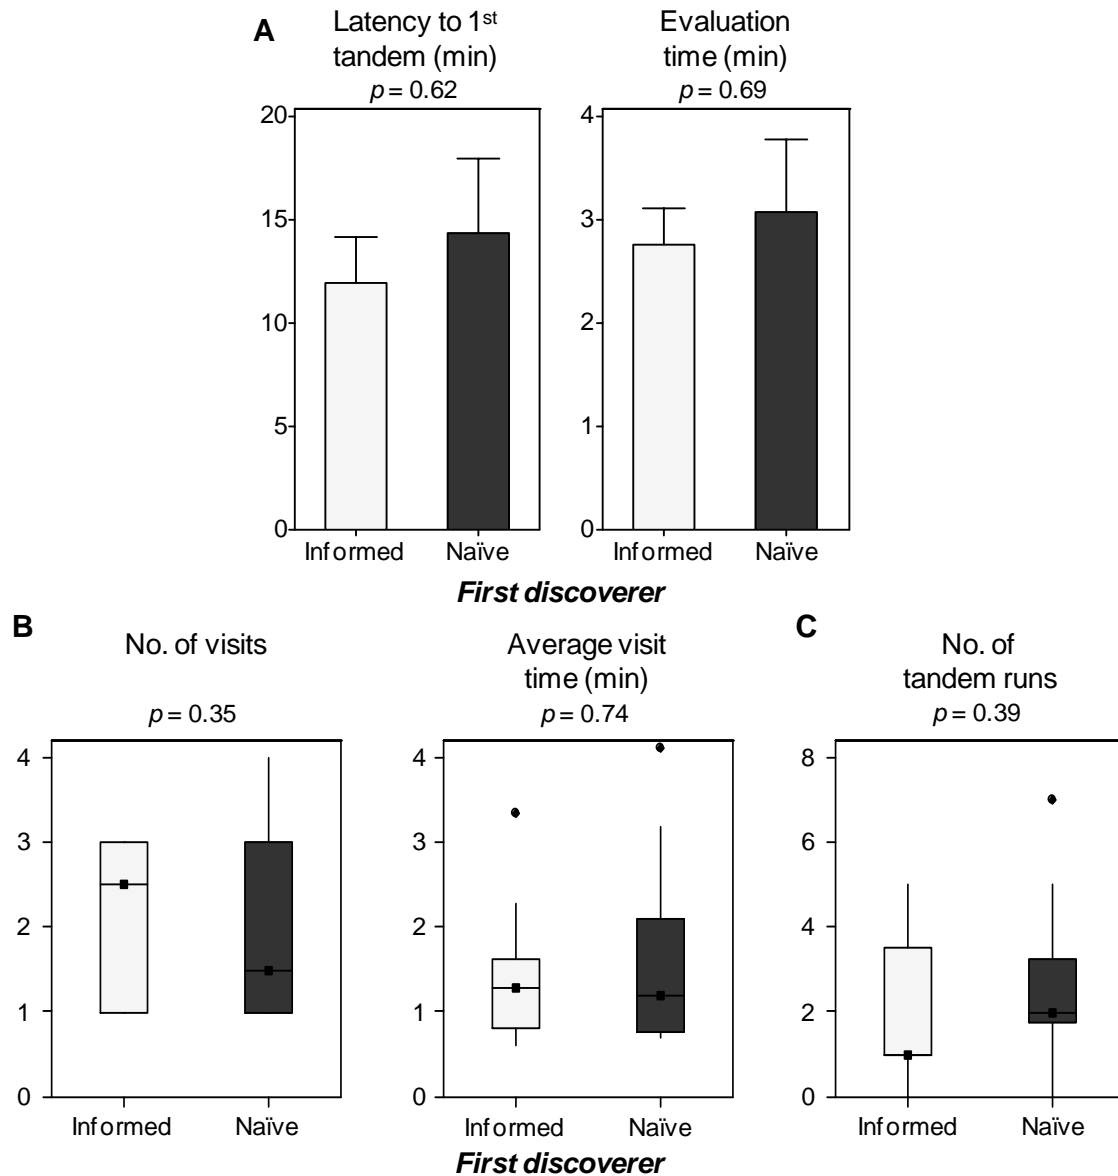 A
Latency to 1st
tandem (min)
p = 0.62
20
15
10
5
0
Informed Naïve
Evaluation
time (min)
p = 0.69
4
3
2
1
0
Informed Naïve
First discoverer
B
No. of visits
p = 0.35
4
3
2
1
0
Informed Naïve
Average visit
time (min)
p = 0.74
4
3
2
1
0
Informed Naïve
First discoverer
C
No. of
tandem runs
p = 0.39
8
6
4
2
0
Informed Naïve